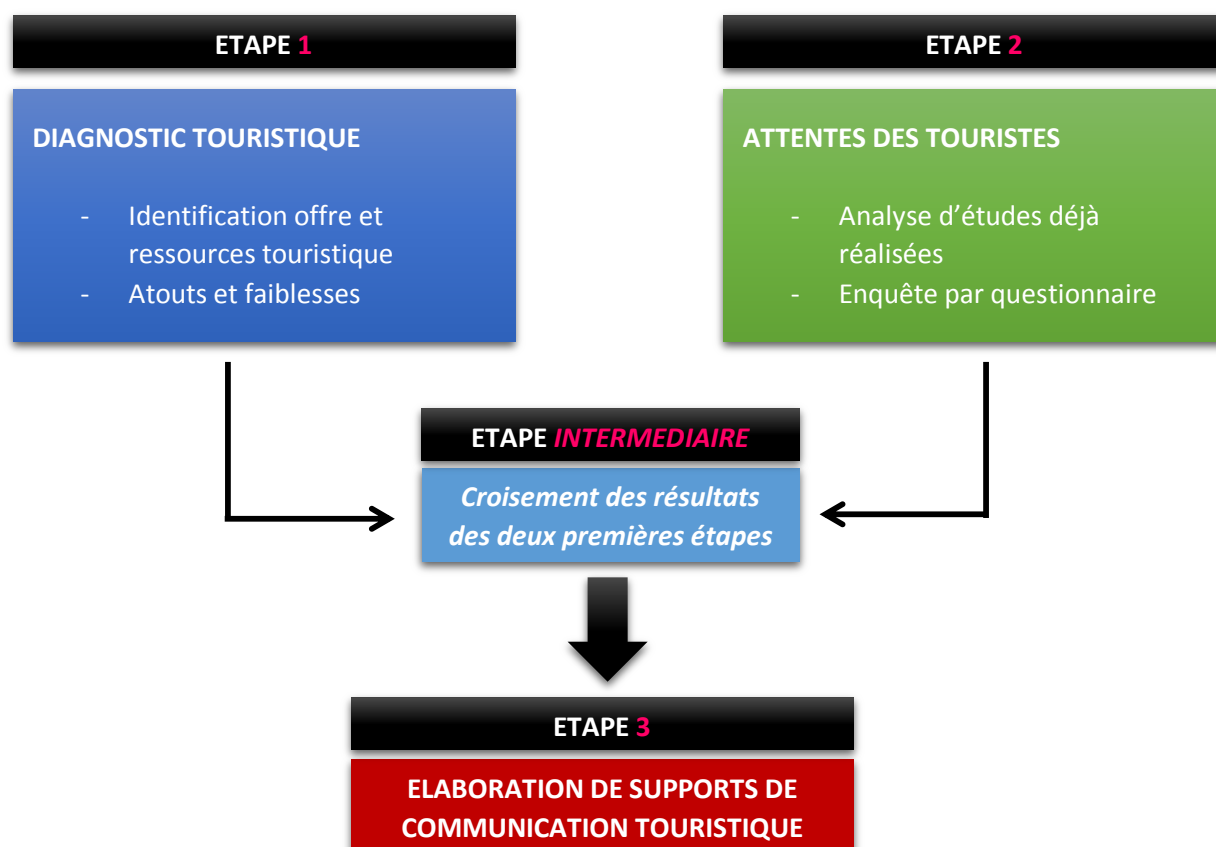 ETAPE 1
DIAGNOSTIC TOURISTIQUE
- Identification offre et
ressources touristique
- Atouts et faiblesses
ETAPE 2
ATTENTES DES TOURISTES
- Analyse d’études déjà
réalisées
- Enquête par questionnaire
ETAPE INTERMEDIAIRE
Croisement des résultats
des deux premières étapes
ETAPE 3
ELABORATION DE SUPPORTS DE
COMMUNICATION TOURISTIQUE